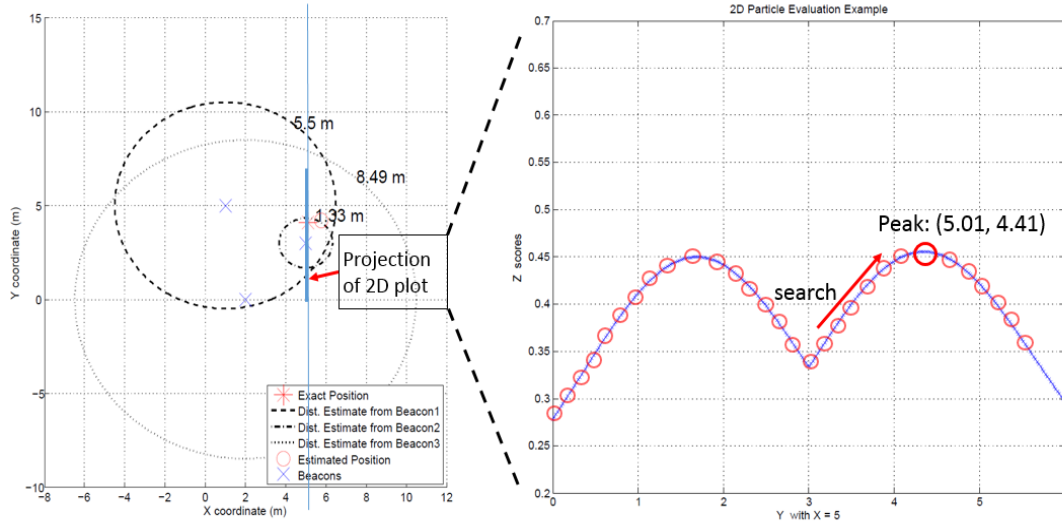 15
10
5
0
-5
-10
Y coordinate (m)
-8
-6
-4
-2
0
2
4
6
8
10
12
X coordinate (m)
5.5 m
8.49 m
1.33 m
Projection
of 2D plot
Exact Position
Dist. Estimate from Beacon1
Dist. Estimate from Beacon2
Dist. Estimate from Beacon3
Estimated Position
Beacons
2D Particle Evaluation Example
0.7
0.65
0.6
0.55
0.5
0.45
0.4
0.35
0.3
0.25
0.2
Z scores
Peak: (5.01, 4.41)
search
0
1
2
3
4
5
Y with X = 5